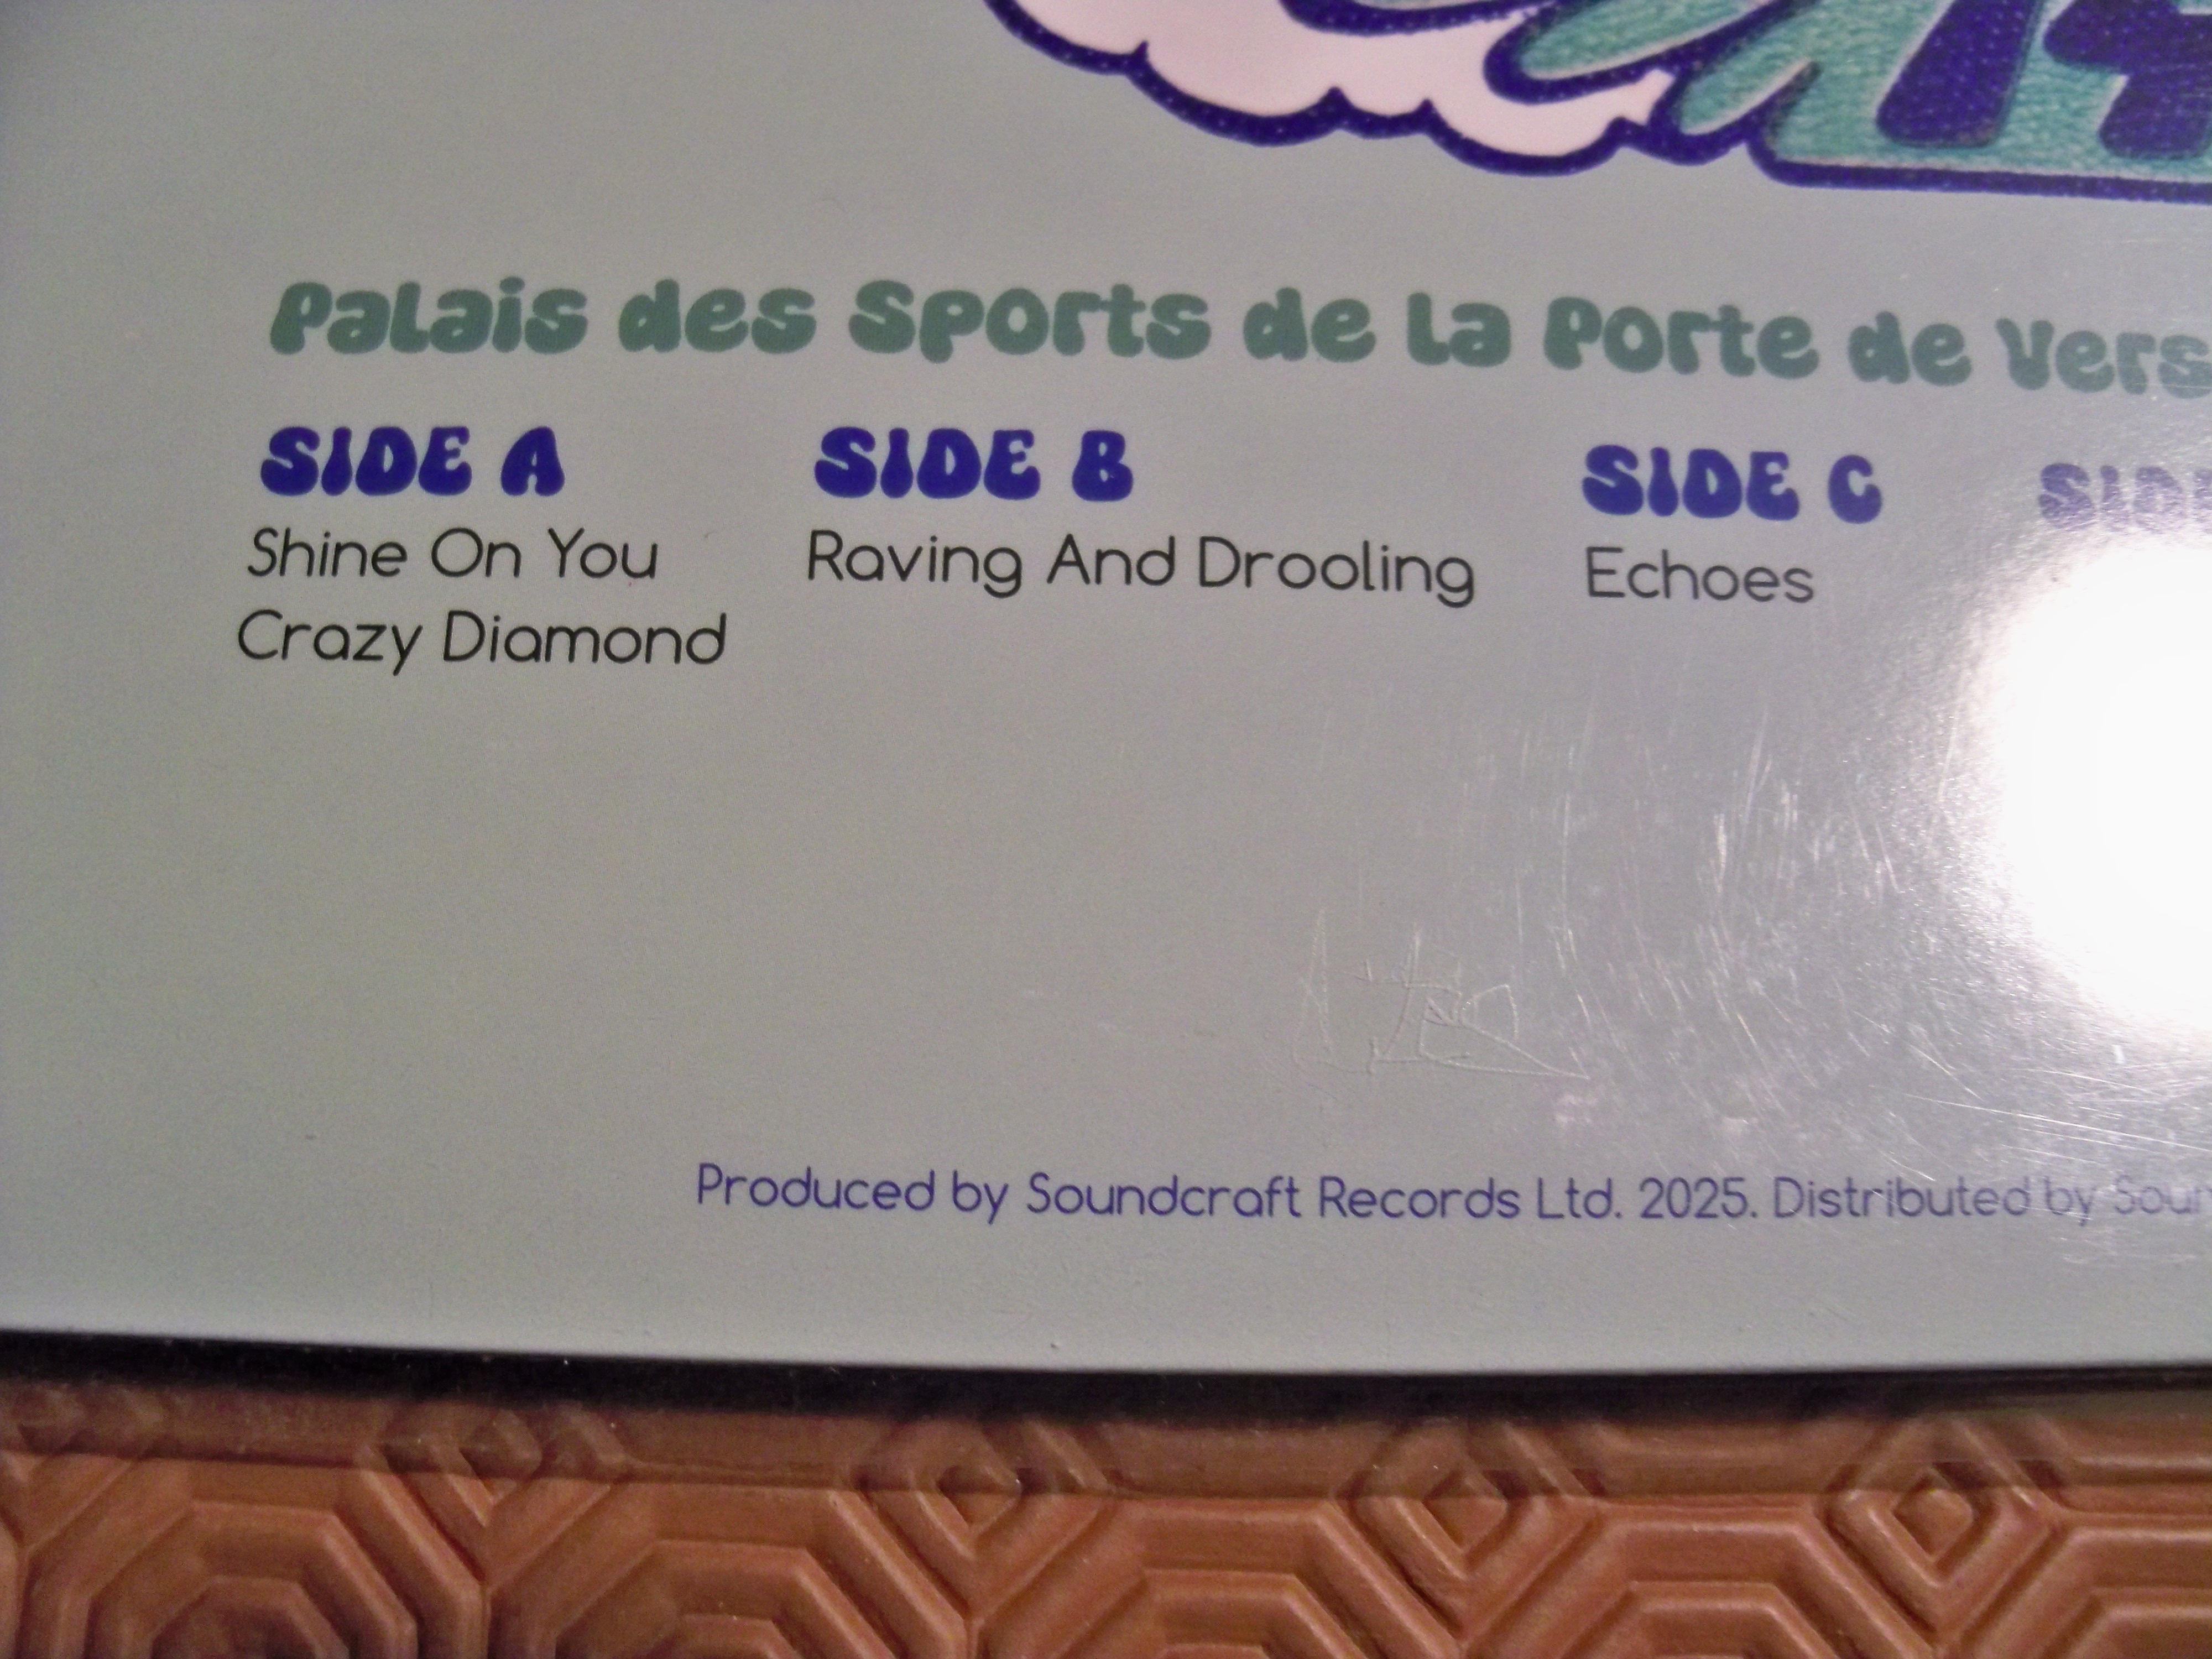 Palais des Sports de La Porte de Vers
SIDE A
Shine On You
Crazy Diamond
SIDE B
Raving And Drooling
SIDE C
Echoes
SIDE
Produced by Soundcraft Records Ltd. 2025. Distributed by